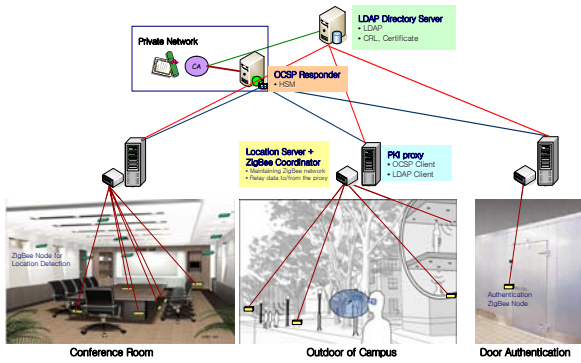 LDAP Directory Server
• LDAP
• CRL, Certificate
Private Network
CA
OCSP Responder
• HSM
Location Server +
ZigBee Coordinator
• Maintaining ZigBee network
• Relay data to/from the proxy
PKI proxy
• OCSP Client
• LDAP Client
ZigBee Node for
Location Detection
Authentication
ZigBee Node
Conference Room
Outdoor of Campus
Door Authentication